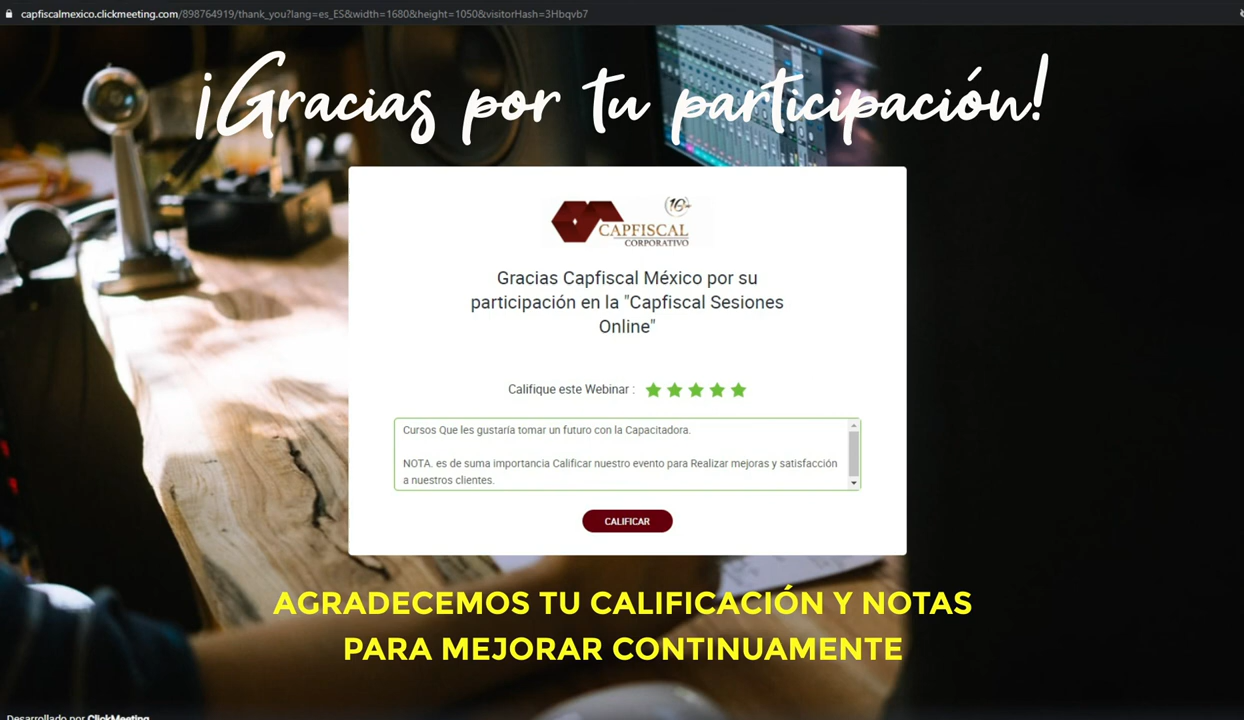 capfiscalmexico.clickmeeting.com/898764919/thank_you?lang=es_ES&width=1680&height=1050&visitorHash=3Hbqvb7
¡Gracias por tu participación!
16
CAPFISCAL
CORPORATIVO
Gracias Capfiscal México por su
participación en la "Capfiscal Sesiones
Online"
Califique este Webinar :
Cursos Que les gustaría tomar un futuro con la Capacitadora.
NOTA. es de suma importancia Calificar nuestro evento para Realizar mejoras y satisfacción
a nuestros clientes.
CALIFICAR
AGRADECEMOS TU CALIFICACIÓN Y NOTAS
PARA MEJORAR CONTINUAMENTE
Desarrollado por ClickMeeting